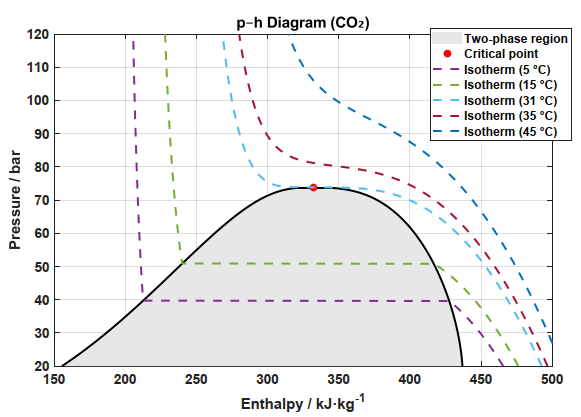 p–h Diagram (CO₂)
Two-phase region
Critical point
Isotherm (5 °C)
Isotherm (15 °C)
Isotherm (31 °C)
Isotherm (35 °C)
Isotherm (45 °C)
Pressure / bar
120
110
100
90
80
70
60
50
40
30
20
150
200
250
300
350
400
450
500
Enthalpy / kJ·kg⁻¹